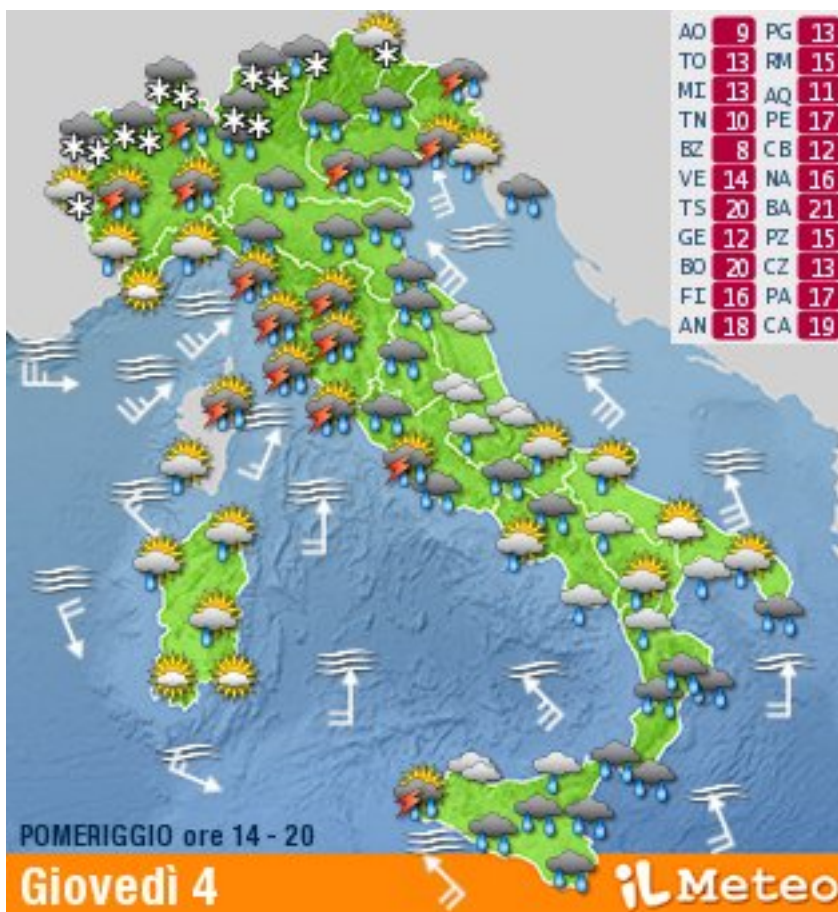 AO 9 PG 13
TO 13 RM 15
MI 13 AQ 11
TN 10 PE 17
BZ 8 CB 12
VE 14 NA 16
TS 20 BA 21
GE 12 PZ 15
BO 20 CZ 13
FI 16 PA 17
AN 18 CA 19
POMERIGGIO ore 14 - 20
Giovedì 4
iL Meteo